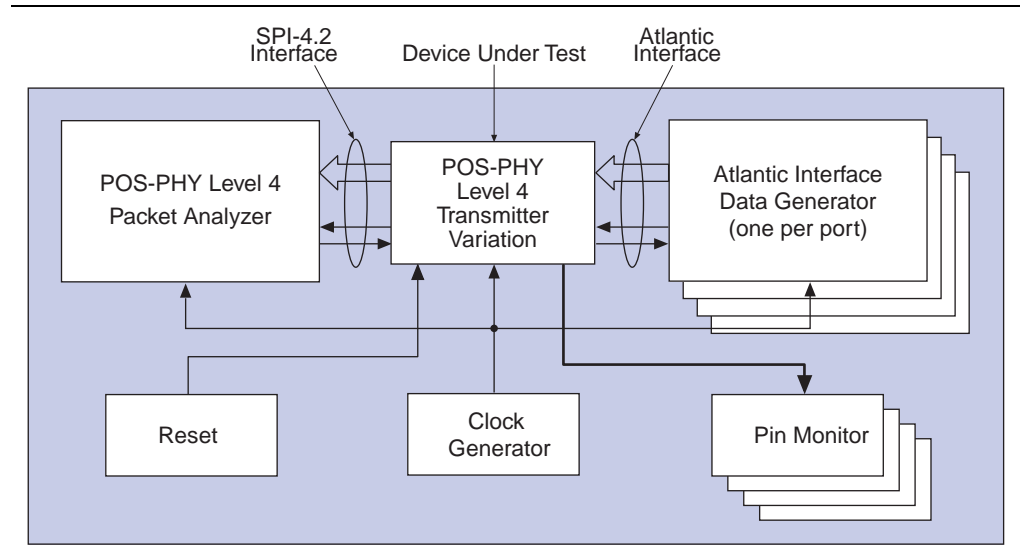 SPI-4.2
Interface
Device Under Test
Atlantic
Interface
POS-PHY Level 4
Packet Analyzer
POS-PHY
Level 4
Transmitter
Variation
Atlantic Interface
Data Generator
(one per port)
Reset
Clock
Generator
Pin Monitor